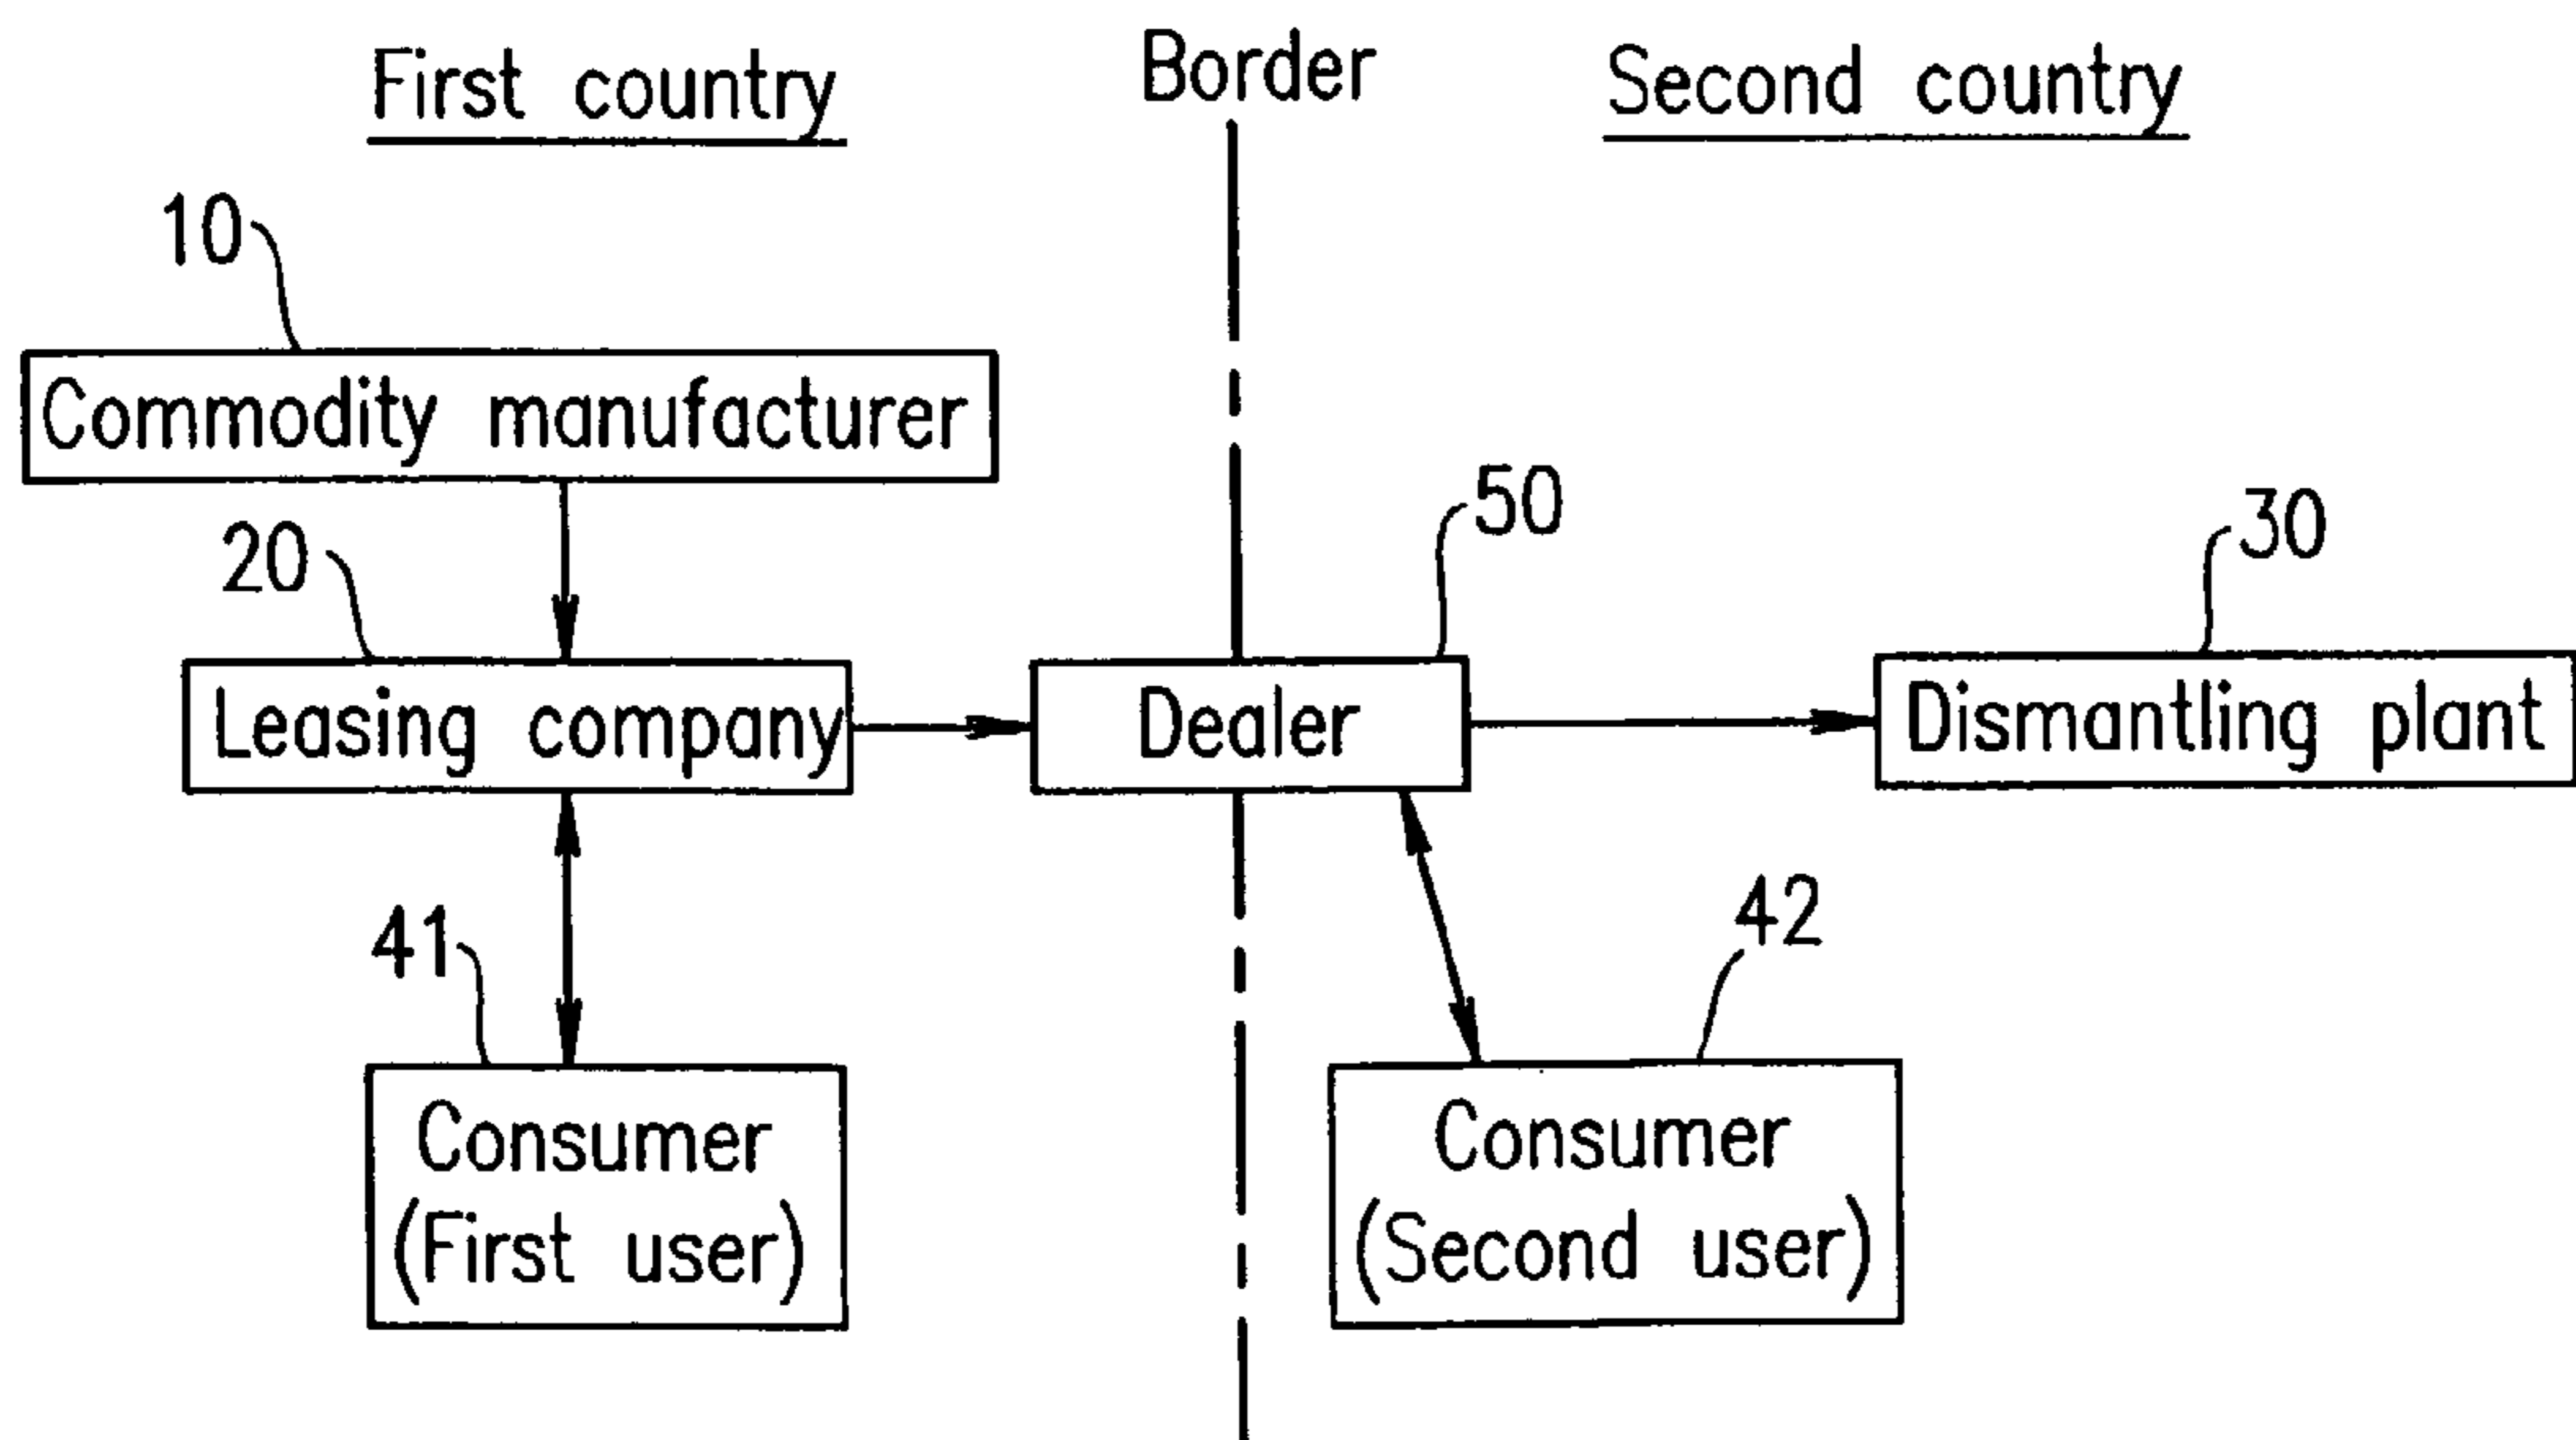 First country
Border
Second country
10
Commodity manufacturer
20
50
30
Leasing company
Dealer
Dismantling plant
41
42
Consumer
(First user)
Consumer
(Second user)